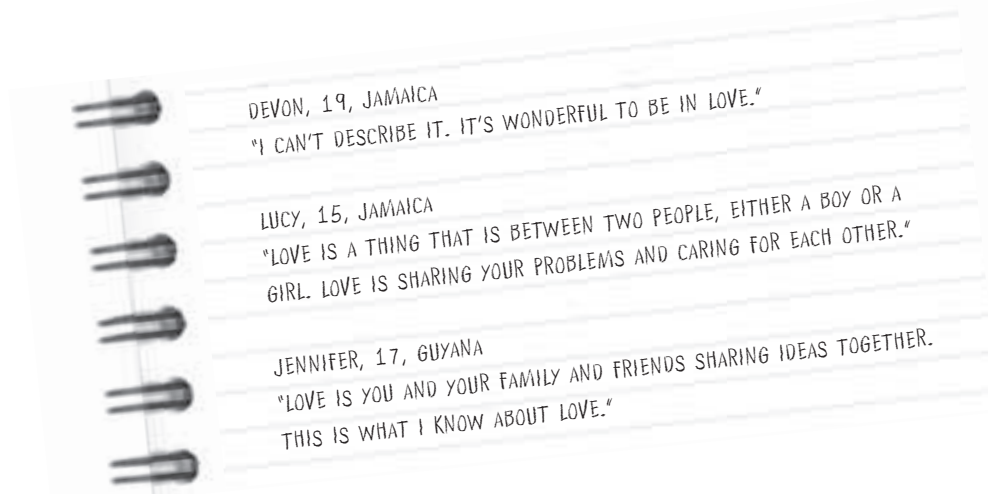 DEVON, 19, JAMAICA
"I CAN'T DESCRIBE IT. IT'S WONDERFUL TO BE IN LOVE."
LUCY, 15, JAMAICA
"LOVE IS A THING THAT IS BETWEEN TWO PEOPLE, EITHER A BOY OR A
GIRL. LOVE IS SHARING YOUR PROBLEMS AND CARING FOR EACH OTHER."
JENNIFER, 17, GUYANA
"LOVE IS YOU AND YOUR FAMILY AND FRIENDS SHARING IDEAS TOGETHER.
THIS IS WHAT I KNOW ABOUT LOVE."